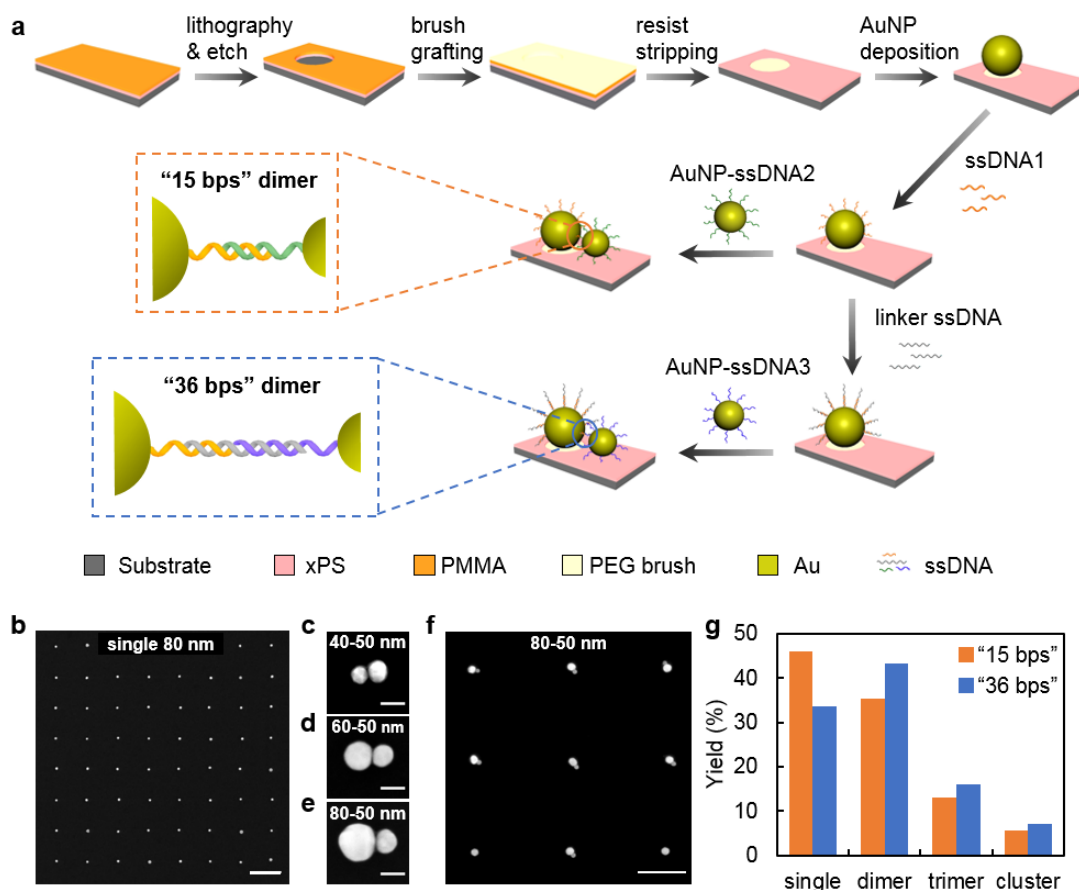 a
lithography
& etch
brush
grafting
resist
stripping
AuNP
deposition
ssDNA1
“15 bps” dimer
AuNP-ssDNA2
linker ssDNA
“36 bps” dimer
AuNP-ssDNA3
Substrate
xPS
PMMA
PEG brush
Au
ssDNA
b
single 80 nm
c
40-50 nm
d
60-50 nm
e
80-50 nm
f
80-50 nm
g
50
40
30
20
10
0
Yield (%)
“15 bps”
“36 bps”
single
dimer
trimer
cluster